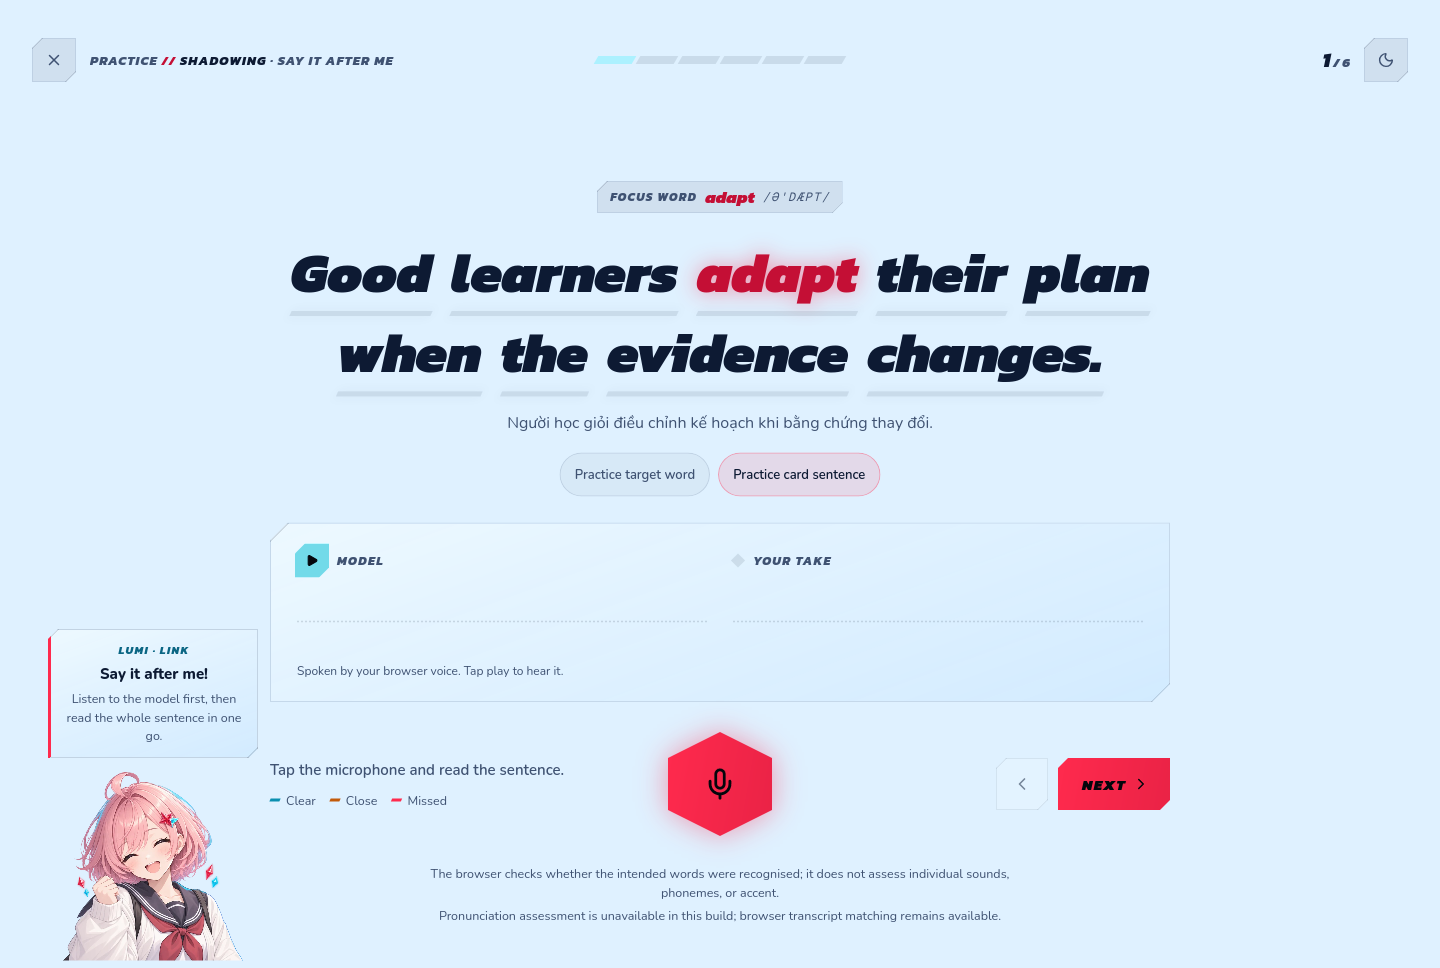 PRACTICE // SHADOWING · SAY IT AFTER ME
1 / 6
FOCUS WORD adapt /əˈDÆPT/
Good learners adapt their plan
when the evidence changes.
Người học giỏi điều chỉnh kế hoạch khi bằng chứng thay đổi.
Practice target word
Practice card sentence
MODEL
YOUR TAKE
Spoken by your browser voice. Tap play to hear it.
LUMI · LINK
Say it after me!
Listen to the model first, then
read the whole sentence in one
go.
Tap the microphone and read the sentence.
Clear Close Missed
NEXT
The browser checks whether the intended words were recognised; it does not assess individual sounds,
phonemes, or accent.
Pronunciation assessment is unavailable in this build; browser transcript matching remains available.